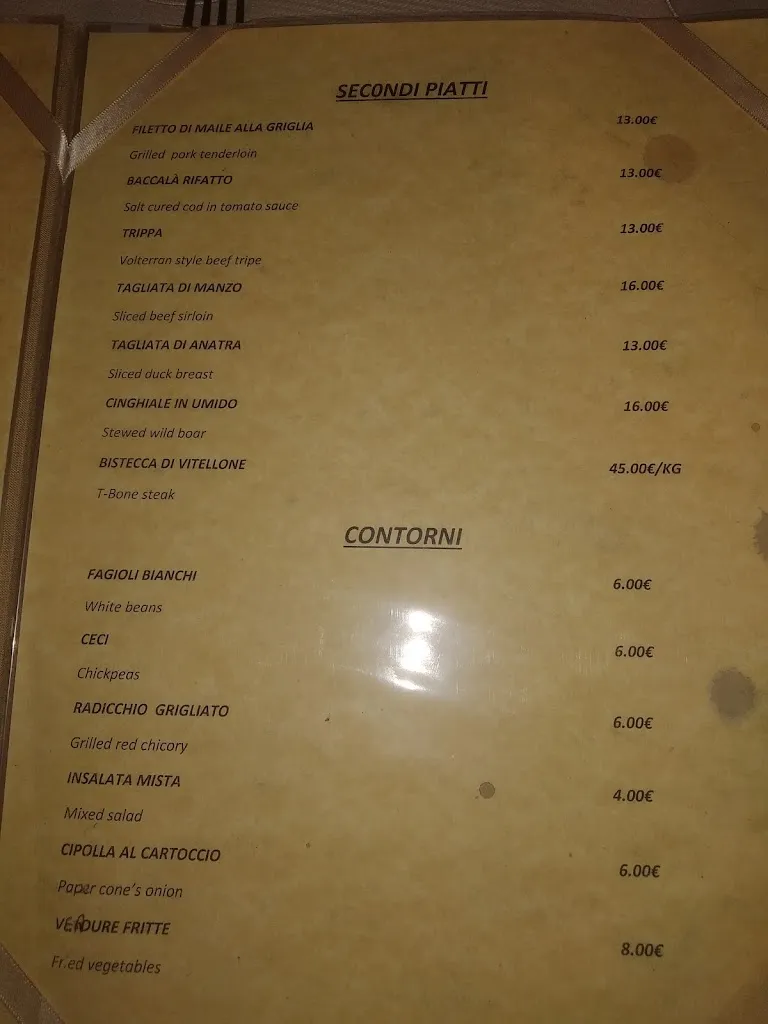 SECONDI PIATTI
FILETTO DI MAILE ALLA GRIGLIA 13.00€
Grilled pork tenderloin
BACCALÀ RIFATTO 13.00€
Salt cured cod in tomato sauce
TRIPPA 13.00€
Volterran style beef tripe
TAGLIATA DI MANZO 16.00€
Sliced beef sirloin
TAGLIATA DI ANATRA 13.00€
Sliced duck breast
CINGHIALE IN UMIDO 16.00€
Stewed wild boar
BISTECCA DI VITELLONE 45.00€/KG
T-Bone steak
CONTORNI
FAGIOLI BIANCHI 6.00€
White beans
CECI 6.00€
Chickpeas
RADICCHIO GRIGLIATO 6.00€
Grilled red chicory
INSALATA MISTA 4.00€
Mixed salad
CIPOLLA AL CARTOCCIO 6.00€
Paper cone's onion
VERDURE FRITTE 8.00€
Fried vegetables